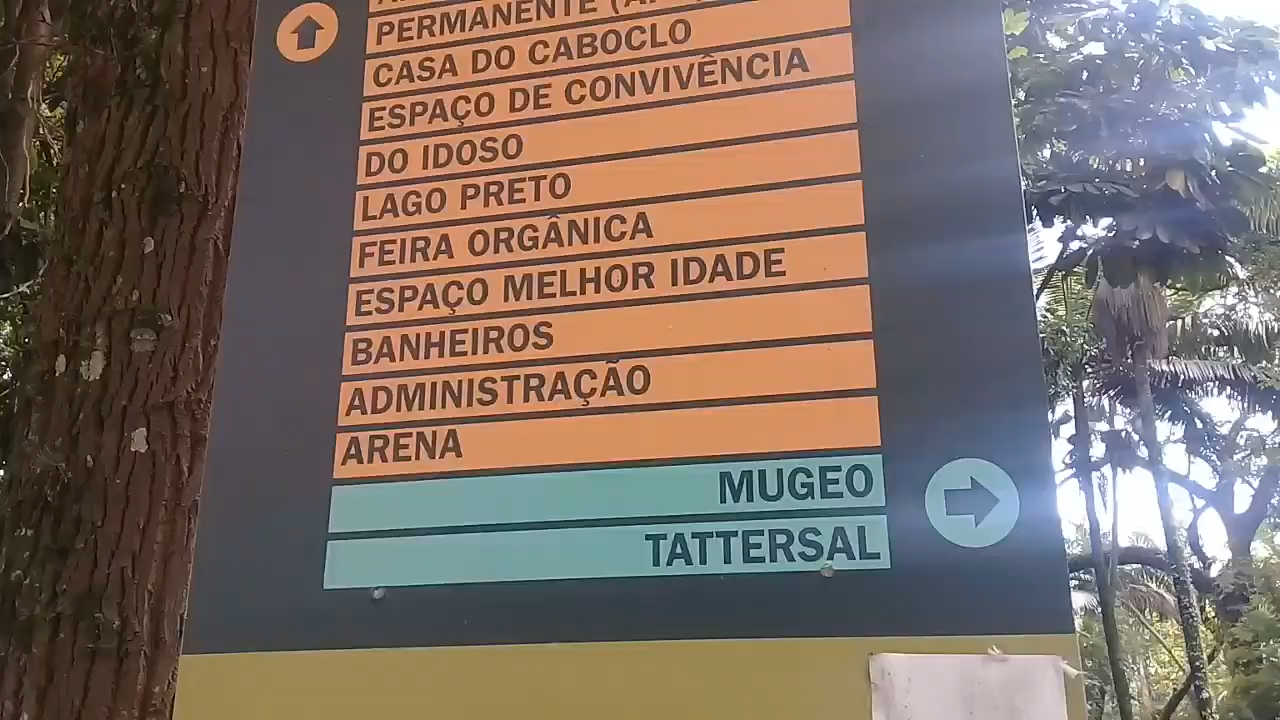 PERMANENTE
CASA DO CABOCLO
ESPAÇO DE CONVIVÊNCIA
DO IDOSO
LAGO PRETO
FEIRA ORGÂNICA
ESPAÇO MELHOR IDADE
BANHEIROS
ADMINISTRAÇÃO
ARENA
MUGEO
TATTERSAL